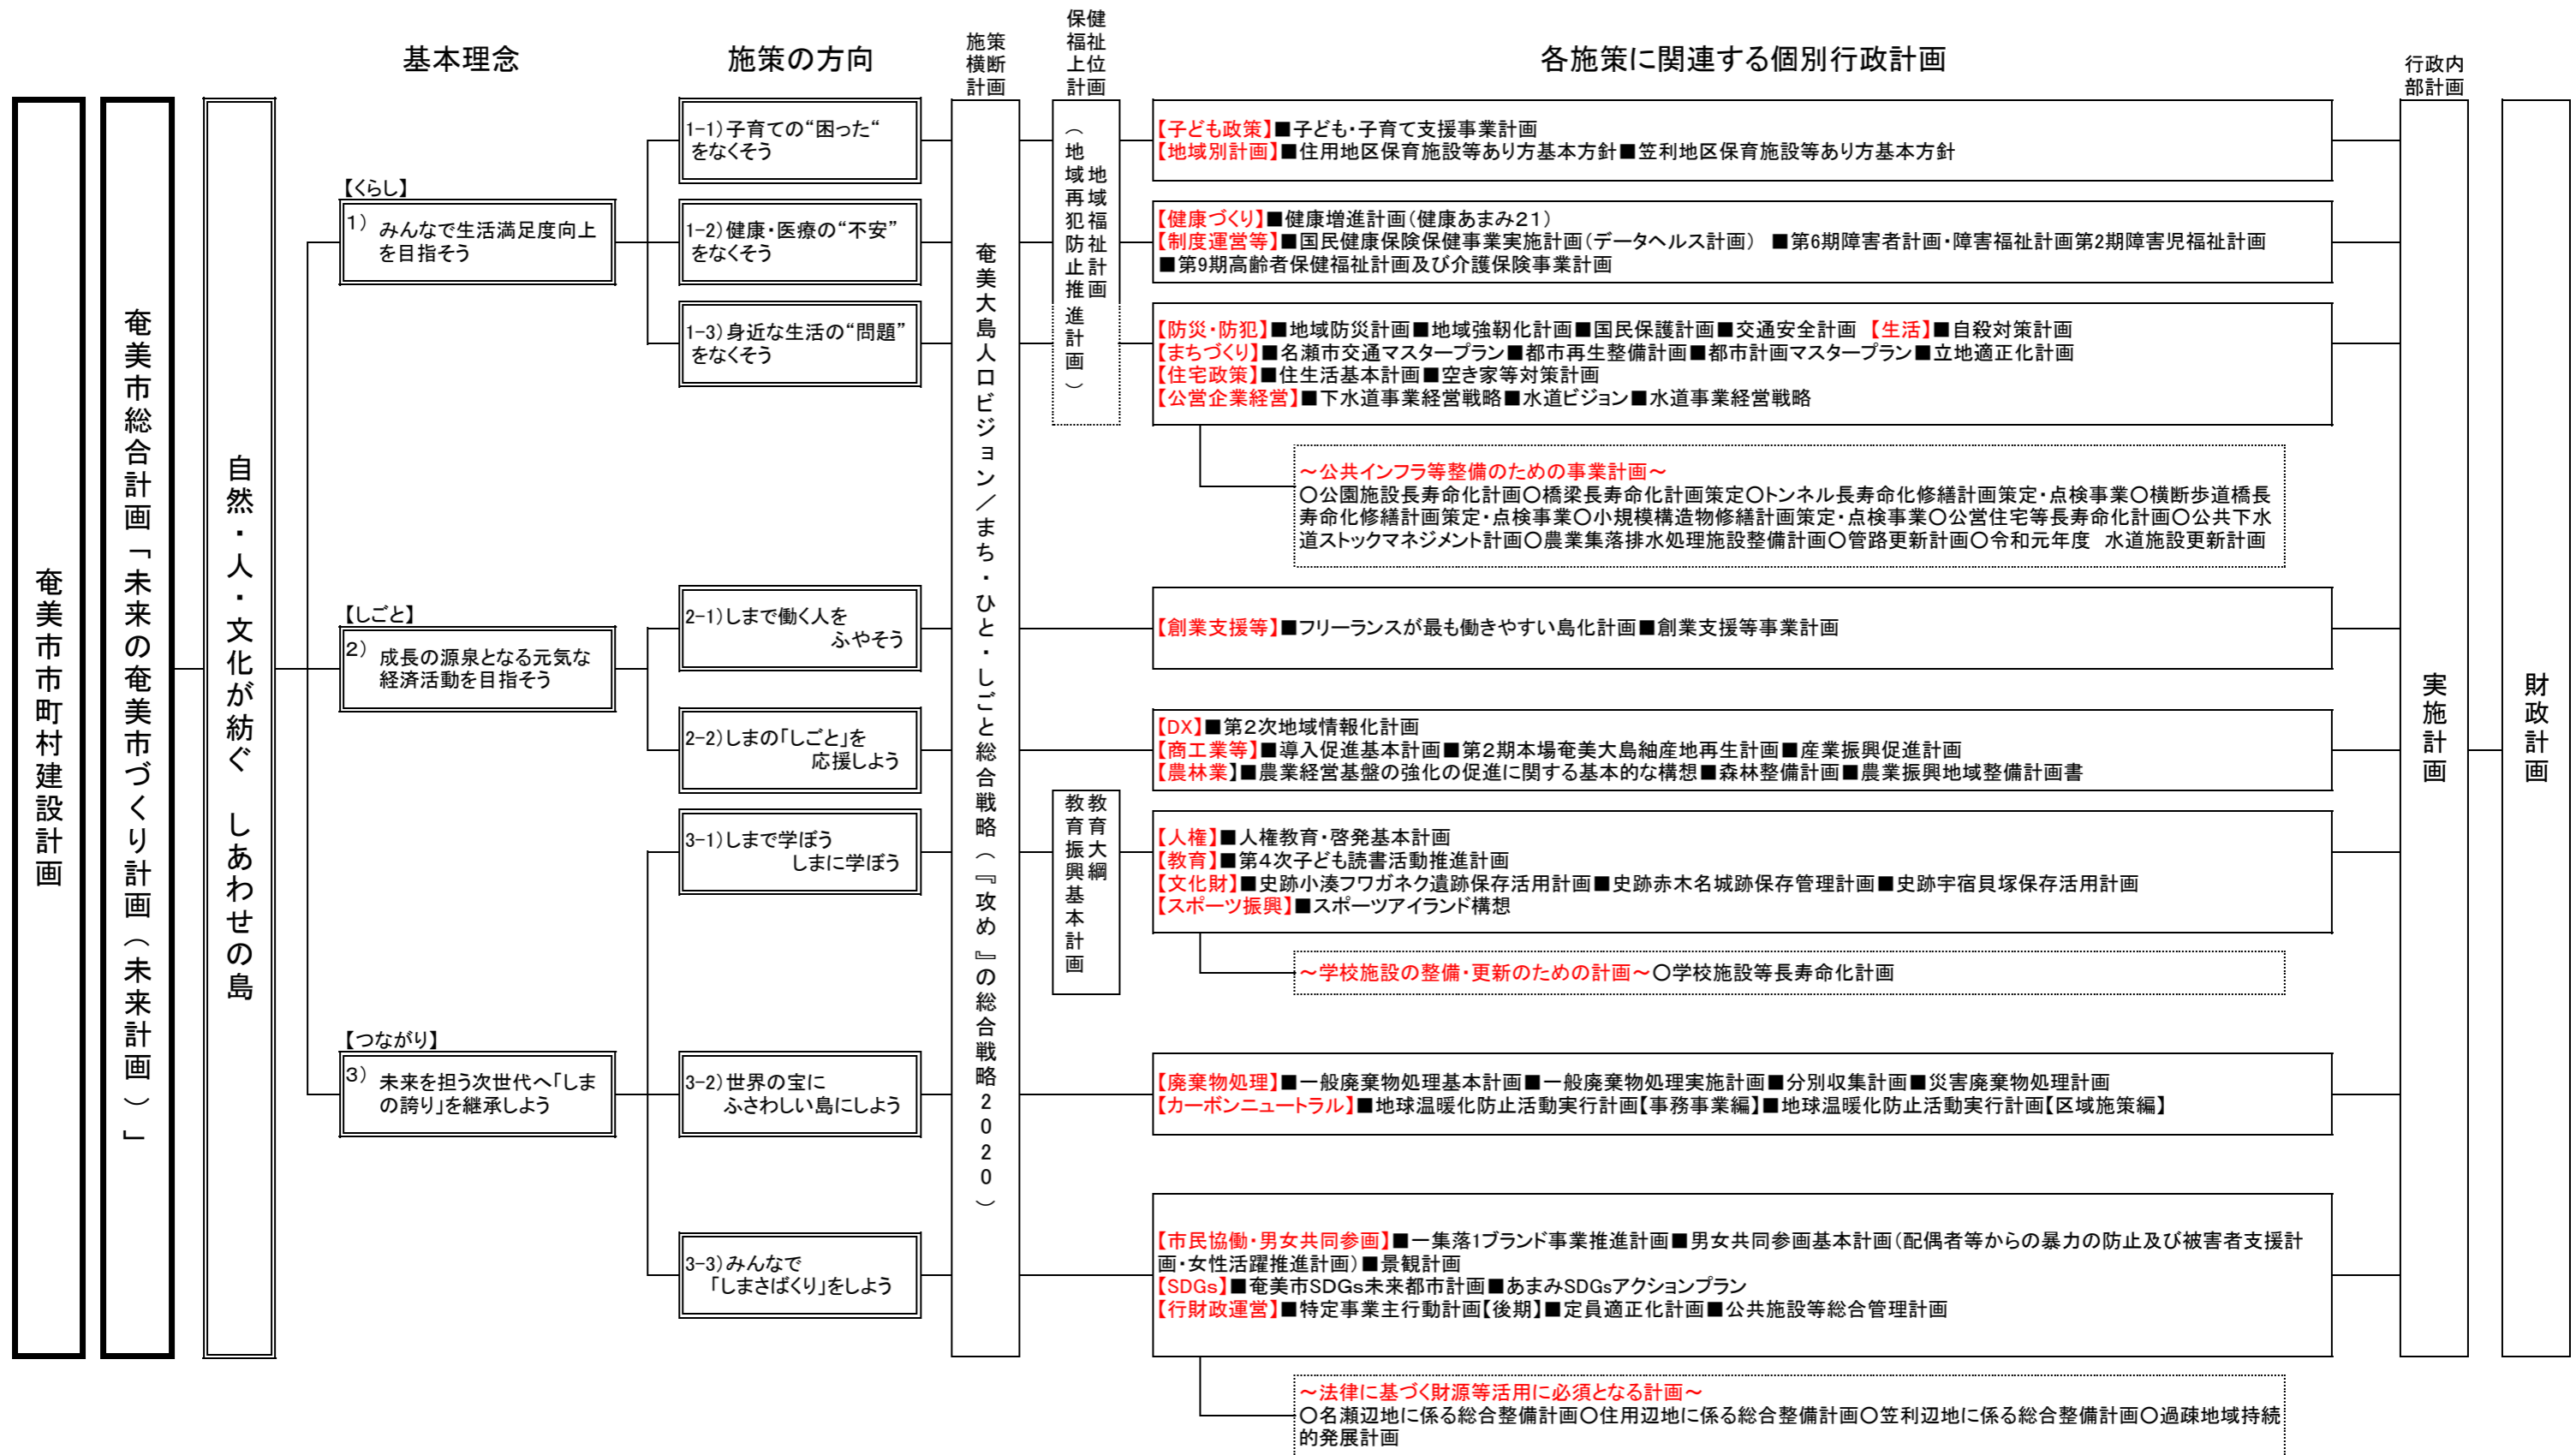 基本理念
施策の方向
施策
横断
計画
保健
福祉
上位
計画
各施策に関連する個別行政計画
行政内
部計画
奄美市市町村建設計画
奄美市総合計画「未来の奄美市づくり計画（未来計画）」
自然・人・文化が紡ぐ　しあわせの島
【くらし】
1）
みんなで生活満足度向上
を目指そう
【しごと】
2）
成長の源泉となる元気な
経済活動を目指そう
【つながり】
3）
未来を担う次世代へ「しま
の誇り」を継承しよう
1-1）子育ての“困った“
をなくそう
1-2）健康・医療の“不安”
をなくそう
1-3）身近な生活の“問題”
をなくそう
2-1）しまで働く人を
ふやそう
2-2）しまの「しごと」を
応援しよう
3-1）しまで学ぼう
しまに学ぼう
3-2）世界の宝に
ふさわしい島にしよう
3-3）みんなで
「しまさばくり」をしよう
奄美大島人口ビジョン／まち・ひと・しごと総合戦略（『攻め』の総合戦略2020）
地域福祉計画
（地域再犯防止推進計画）
教育大綱
教育振興基本計画
【子ども政策】■子ども・子育て支援事業計画
【地域別計画】■住用地区保育施設等あり方基本方針■笠利地区保育施設等あり方基本方針
【健康づくり】■健康増進計画（健康あまみ21）
【制度運営等】■国民健康保険保健事業実施計画（データヘルス計画）　■第6期障害者計画・障害福祉計画第2期障害児福祉計画
■第9期高齢者保健福祉計画及び介護保険事業計画
【防災・防犯】■地域防災計画■地域強靭化計画■国民保護計画■交通安全計画 【生活】■自殺対策計画
【まちづくり】■名瀬市交通マスタープラン■都市再生整備計画■都市計画マスタープラン■立地適正化計画
【住宅政策】■住生活基本計画■空き家等対策計画
【公営企業経営】■下水道事業経営戦略■水道ビジョン■水道事業経営戦略
～公共インフラ等整備のための事業計画～
〇公園施設長寿命化計画〇橋梁長寿命化計画策定〇トンネル長寿命化修繕計画策定・点検事業〇横断歩道橋長
寿命化修繕計画策定・点検事業〇小規模構造物修繕計画策定・点検事業〇公営住宅等長寿命化計画〇公共下水
道ストックマネジメント計画〇農業集落排水処理施設整備計画〇管路更新計画〇令和元年度　水道施設更新計画
【創業支援等】■フリーランスが最も働きやすい島化計画■創業支援等事業計画
【DX】■第2次地域情報化計画
【商工業等】■導入促進基本計画■第2期本場奄美大島紬産地再生計画■産業振興促進計画
【農林業】■農業経営基盤の強化の促進に関する基本的な構想■森林整備計画■農業振興地域整備計画書
【人権】■人権教育・啓発基本計画
【教育】■第4次子ども読書活動推進計画
【文化財】■史跡小湊フワガネク遺跡保存活用計画■史跡赤木名城跡保存管理計画■史跡宇宿貝塚保存活用計画
【スポーツ振興】■スポーツアイランド構想
～学校施設の整備・更新のための計画～〇学校施設等長寿命化計画
【廃棄物処理】■一般廃棄物処理基本計画■一般廃棄物処理実施計画■分別収集計画■災害廃棄物処理計画
【カーボンニュートラル】■地球温暖化防止活動実行計画【事務事業編】■地球温暖化防止活動実行計画【区域施策編】
【市民協働・男女共同参画】■一集落1ブランド事業推進計画■男女共同参画基本計画（配偶者等からの暴力の防止及び被害者支援計
画・女性活躍推進計画）■景観計画
【SDGs】■奄美市SDGs未来都市計画■あまみSDGsアクションプラン
【行財政運営】■特定事業主行動計画【後期】■定員適正化計画■公共施設等総合管理計画
～法律に基づく財源等活用に必須となる計画～
〇名瀬辺地に係る総合整備計画〇住用辺地に係る総合整備計画〇笠利辺地に係る総合整備計画〇過疎地域持続
的発展計画
実施計画
財政計画